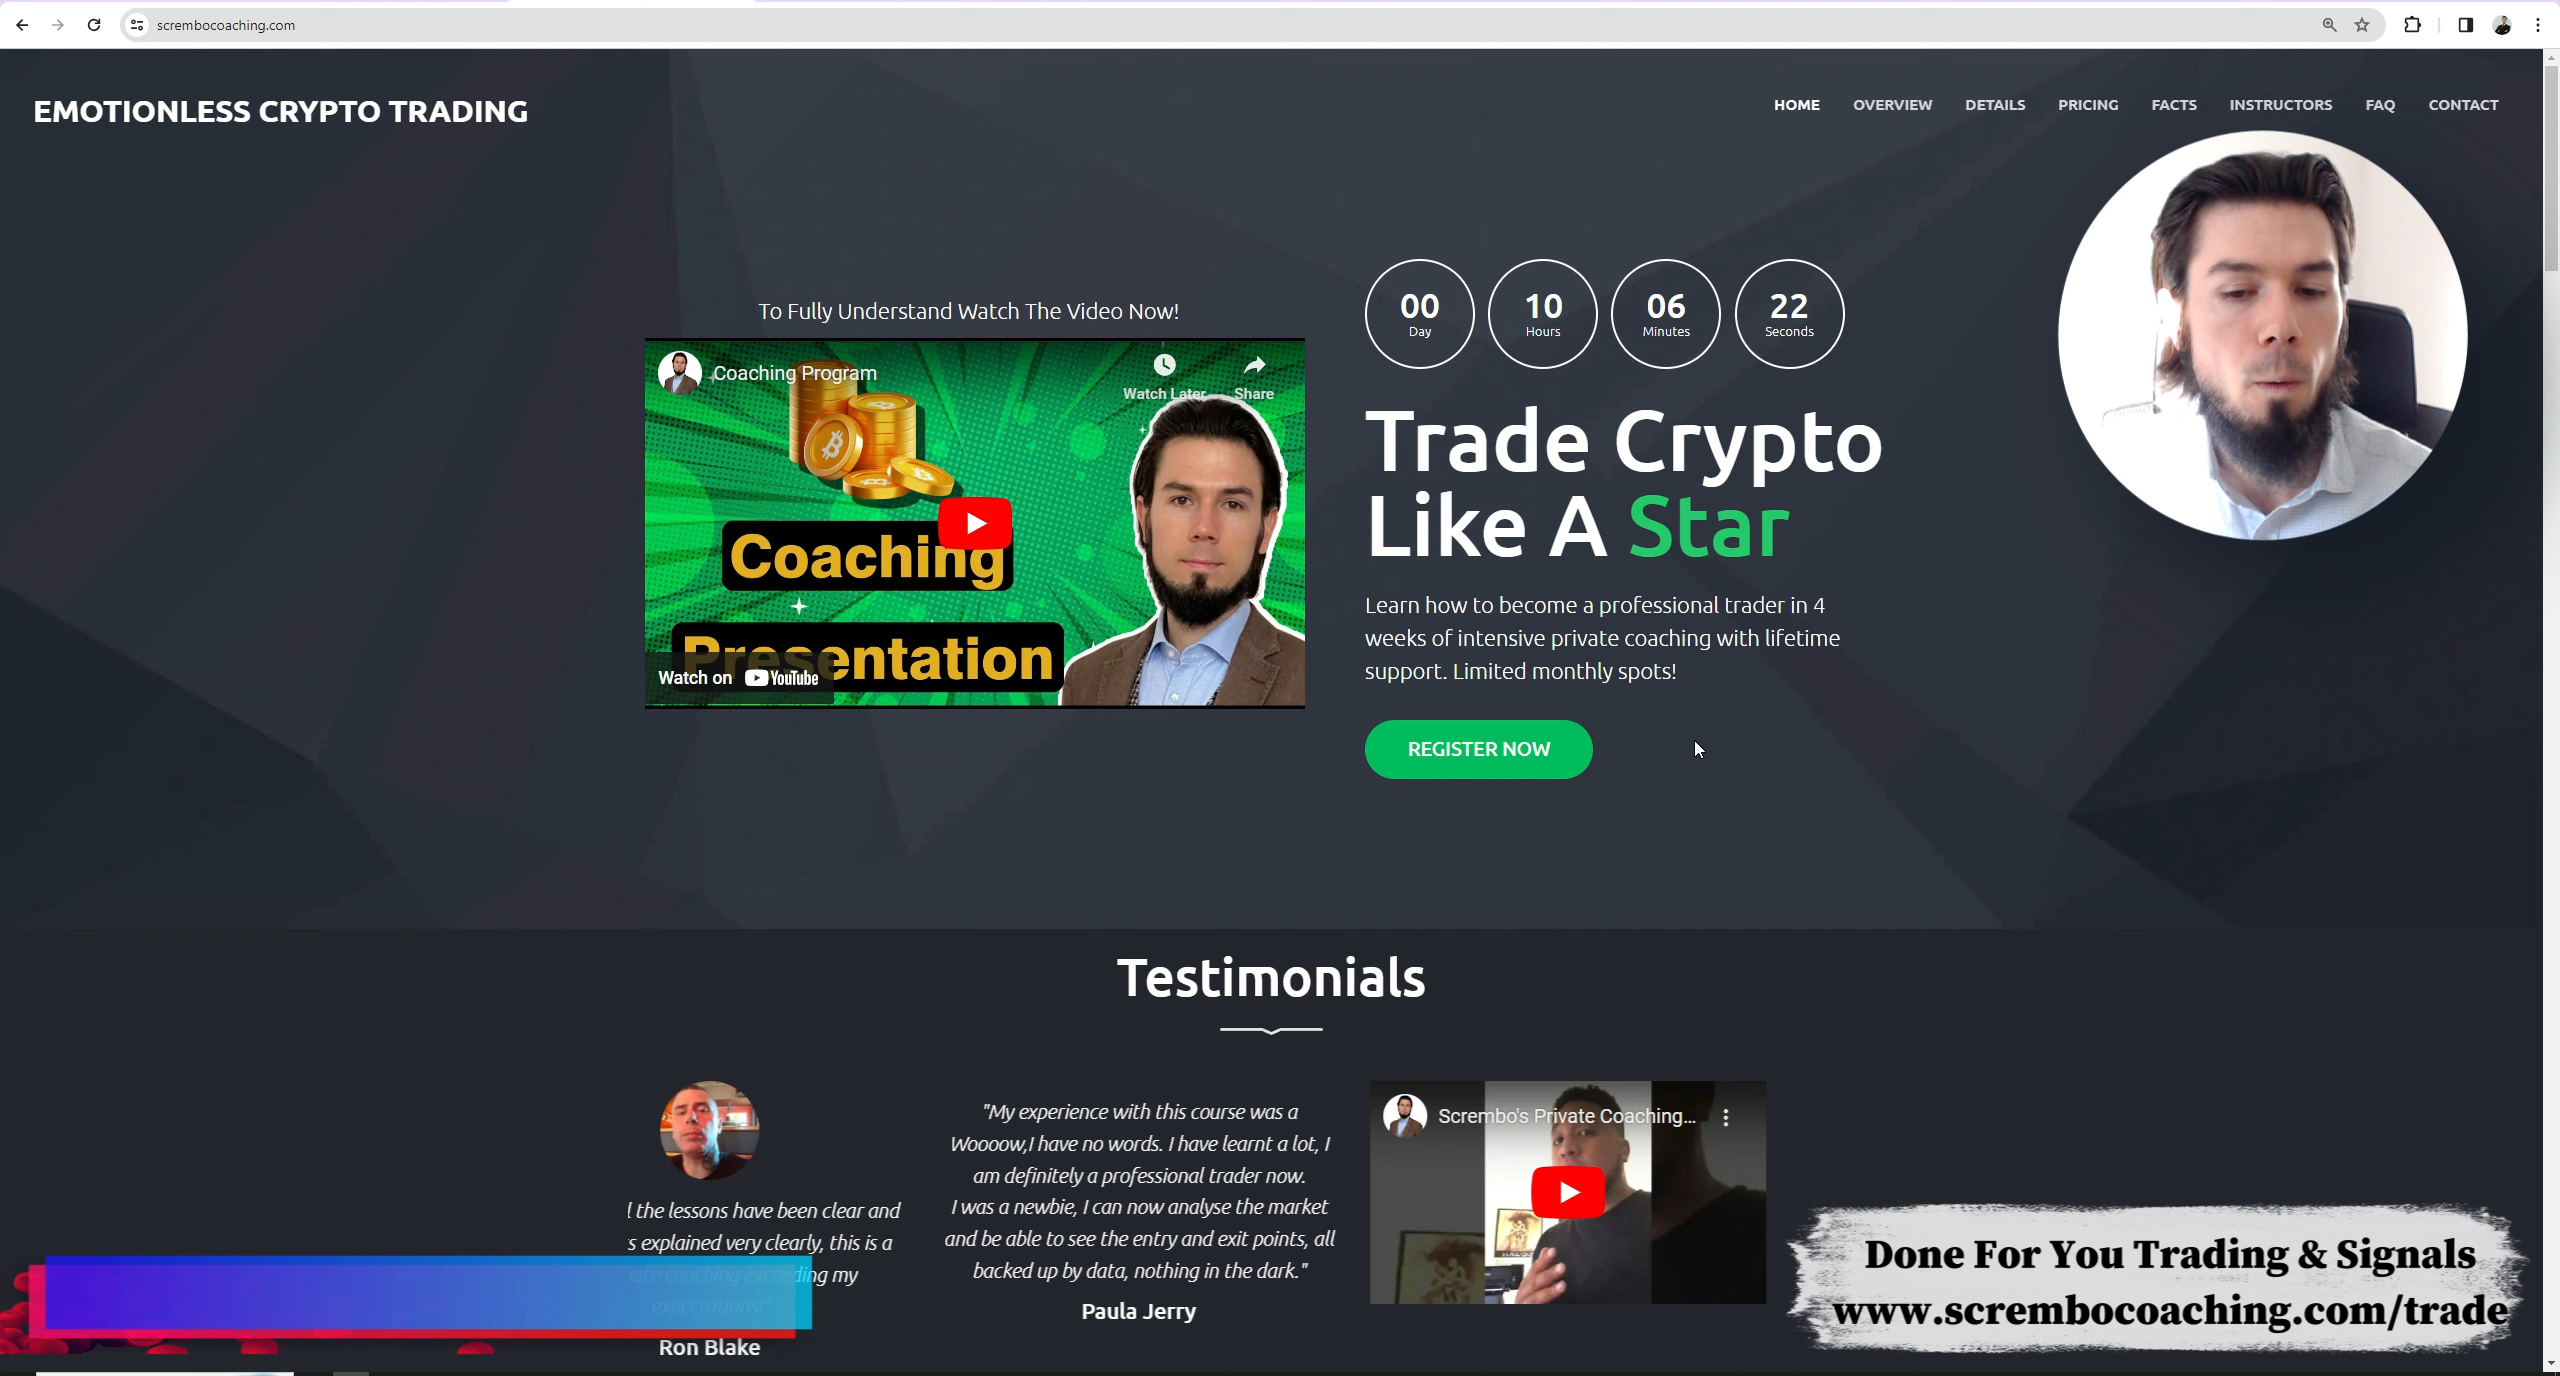 scrembocoaching.com
EMOTIONLESS CRYPTO TRADING
HOME OVERVIEW DETAILS PRICING FACTS INSTRUCTORS FAQ CONTACT
To Fully Understand Watch The Video Now!
Coaching Program
Watch Later Share
Coaching
Presentation
Watch on YouTube
00 10 06 22
Day Hours Minutes Seconds
Trade Crypto
Like A Star
Learn how to become a professional trader in 4
weeks of intensive private coaching with lifetime
support. Limited monthly spots!
REGISTER NOW
Testimonials
the lessons have been clear and
explained very clearly, this is a
coaching exceeding my
expectations!"
Ron Blake
"My experience with this course was a
Woooow,I have no words. I have learnt a lot, I
am definitely a professional trader now.
I was a newbie, I can now analyse the market
and be able to see the entry and exit points, all
backed up by data, nothing in the dark."
Paula Jerry
Scrembo's Private Coaching...
Done For You Trading & Signals
www.scrembocoaching.com/trade